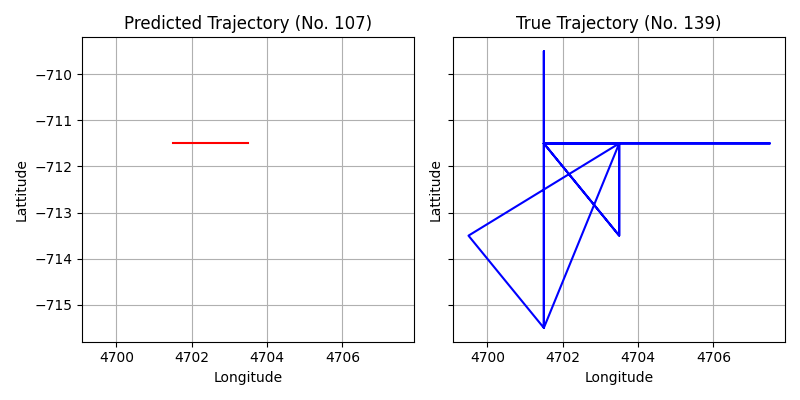 Predicted Trajectory (No. 107)
True Trajectory (No. 139)
−710
−711
−712
−713
−714
−715
Lattitude
Lattitude
4700
4702
4704
4706
4700
4702
4704
4706
Longitude
Longitude